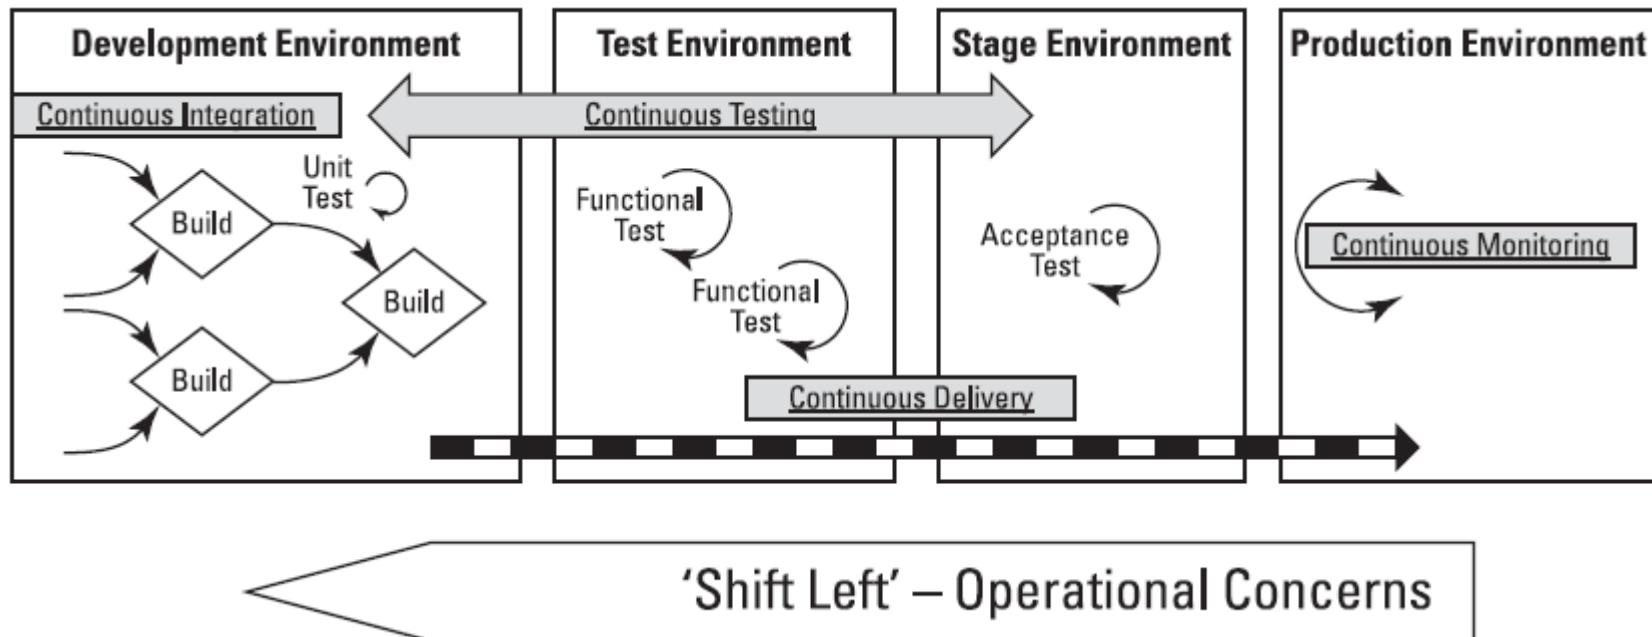 Development Environment
Test Environment
Stage Environment
Production Environment
Continuous Integration
Continuous Testing
Unit
Test
Build
Build
Build
Functional
Test
Functional
Test
Acceptance
Test
Continuous Monitoring
Continuous Delivery
‘Shift Left’ – Operational Concerns